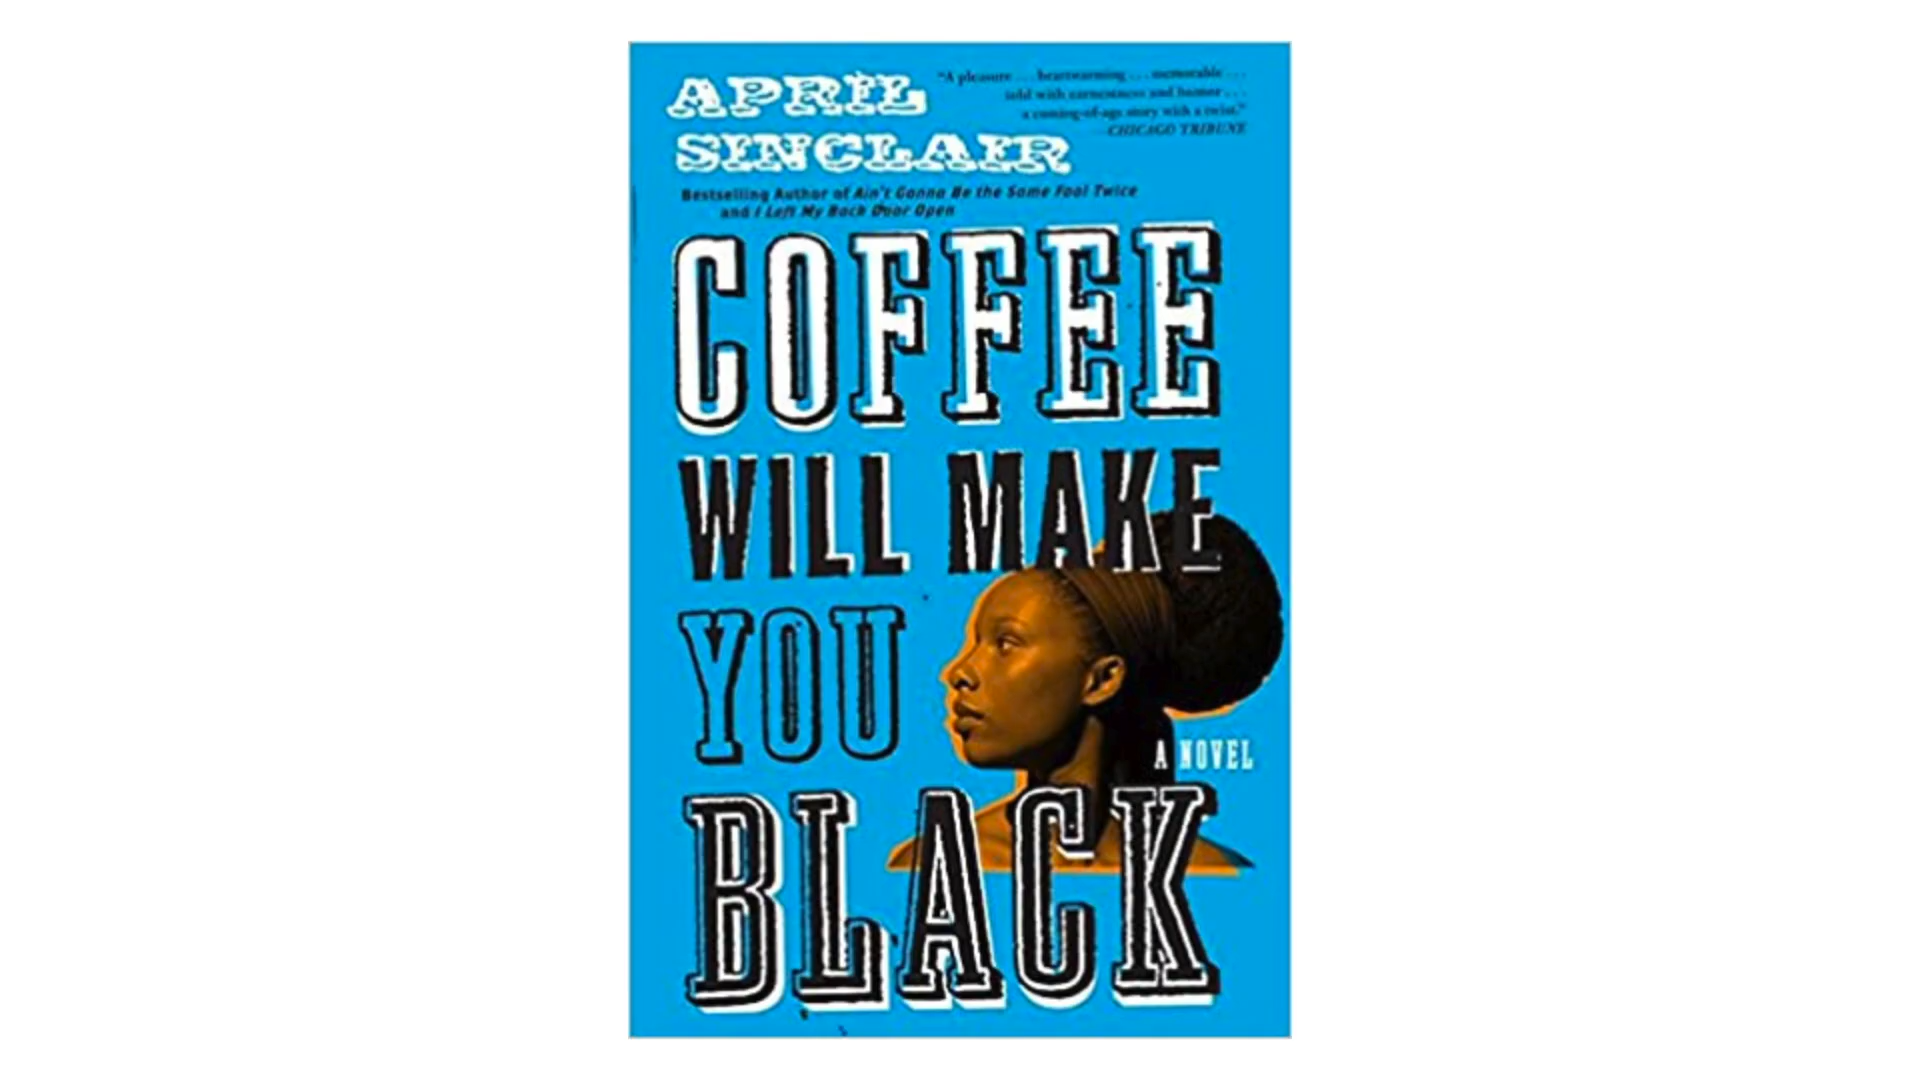 APRIL
SINCLAIR
"A pleasure . . . heartwarming . . . memorable . . .
told with earnestness and humor . . .
a coming-of-age story with a twist."
CHICAGO TRIBUNE
Bestselling Author of Ain't Gonna Be the Same Fool Twice
and I Left My Back Door Open
COFFEE
WILL MAKE
YOU
A NOVEL
BLACK